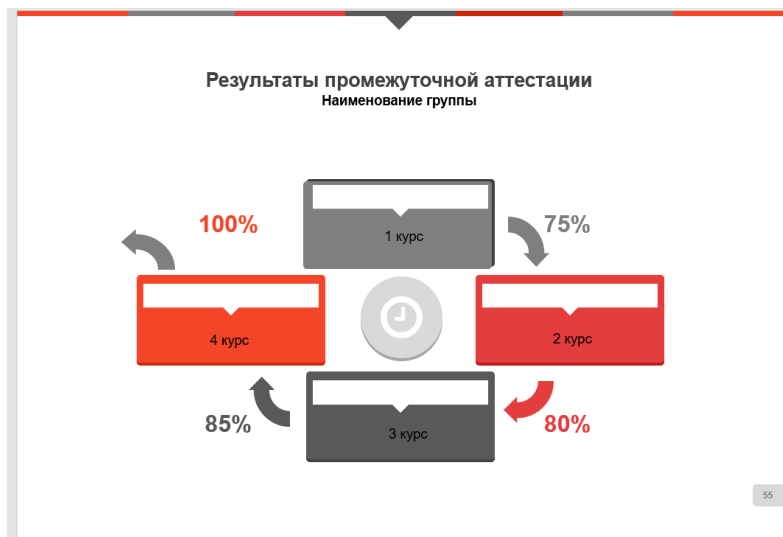 Результаты промежуточной аттестации
Наименование группы
1 курс
75%
2 курс
80%
3 курс
85%
4 курс
100%
55